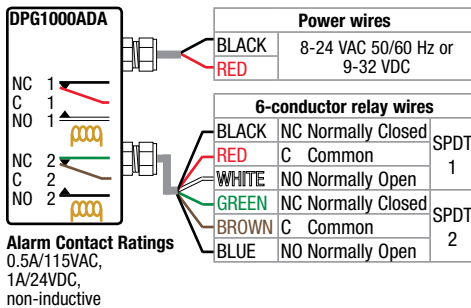 DPG1000ADA
NC 1
C 1
NO 1
NC 2
C 2
NO 2
Alarm Contact Ratings
0.5A/115VAC,
1A/24VDC,
non-inductive
Power wires
BLACK
RED
8-24 VAC 50/60 Hz or
9-32 VDC
6-conductor relay wires
BLACK NC Normally Closed
RED C Common
WHITE NO Normally Open
SPDT
1
GREEN NC Normally Closed
BROWN C Common
BLUE NO Normally Open
SPDT
2